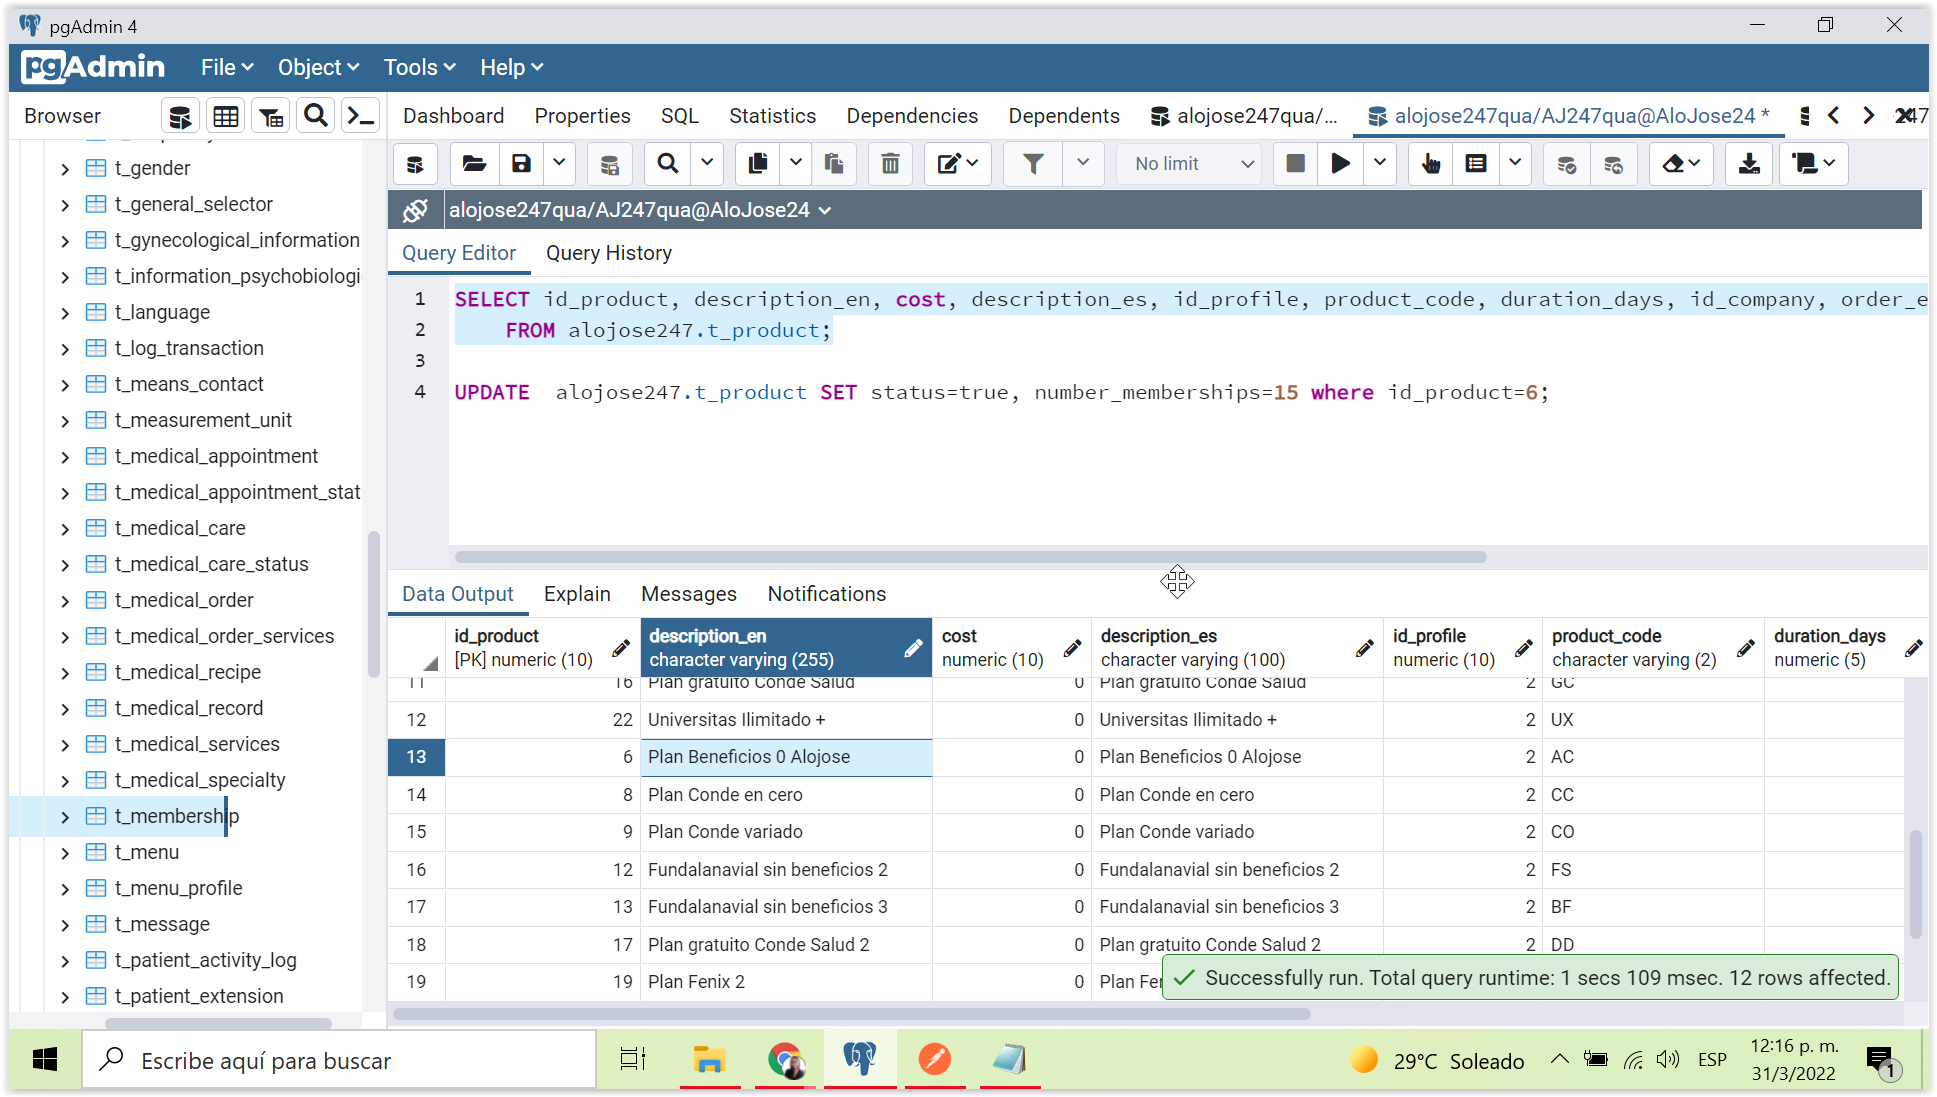 pgAdmin 4
pgAdmin File Object Tools Help
Browser
Dashboard Properties SQL Statistics Dependencies Dependents alojose247qua/... alojose247qua/AJ247qua@AloJose24 * 247
No limit
alojose247qua/AJ247qua@AloJose24
Query Editor Query History
1 SELECT id_product, description_en, cost, description_es, id_profile, product_code, duration_days, id_company, order_e
2 FROM alojose247.t_product;
3
4 UPDATE alojose247.t_product SET status=true, number_memberships=15 where id_product=6;
t_gender
t_general_selector
t_gynecological_information
t_information_psychobiologi
t_language
t_log_transaction
t_means_contact
t_measurement_unit
t_medical_appointment
t_medical_appointment_stat
t_medical_care
t_medical_care_status
t_medical_order
t_medical_order_services
t_medical_recipe
t_medical_record
t_medical_services
t_medical_specialty
t_membership
t_menu
t_menu_profile
t_message
t_patient_activity_log
t_patient_extension
Data Output Explain Messages Notifications
id_product description_en cost description_es id_profile product_code duration_days
[PK] numeric (10) character varying (255) numeric (10) character varying (100) numeric (10) character varying (2) numeric (5)
11 16 Plan gratuito Conde Salud 0 Plan gratuito Conde Salud 2 GC
12 22 Universitas Ilimitado + 0 Universitas Ilimitado + 2 UX
13 6 Plan Beneficios 0 Alojose 0 Plan Beneficios 0 Alojose 2 AC
14 8 Plan Conde en cero 0 Plan Conde en cero 2 CC
15 9 Plan Conde variado 0 Plan Conde variado 2 CO
16 12 Fundalanavial sin beneficios 2 0 Fundalanavial sin beneficios 2 2 FS
17 13 Fundalanavial sin beneficios 3 0 Fundalanavial sin beneficios 3 2 BF
18 17 Plan gratuito Conde Salud 2 0 Plan gratuito Conde Salud 2 2 DD
19 19 Plan Fenix 2 0 Plan Fe
Successfully run. Total query runtime: 1 secs 109 msec. 12 rows affected.
Escribe aquí para buscar
29°C Soleado ESP
12:16 p. m.
31/3/2022
1